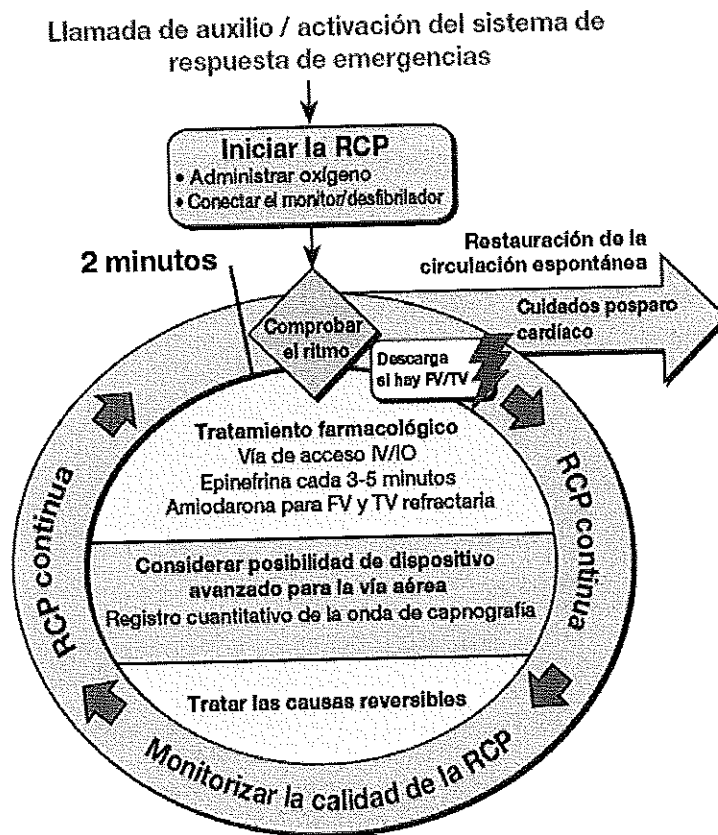 Llamada de auxilio / activación del sistema de
respuesta de emergencias
Iniciar la RCP
• Administrar oxígeno
• Conectar el monitor/desfibrilador
2 minutos
Restauración de la
circulación espontánea
Cuidados posparo
cardíaco
Comprobar
el ritmo
Descarga
si hay FV/TV
Tratamiento farmacológico
Vía de acceso IV/IO
Epinefrina cada 3-5 minutos
Amiodarona para FV y TV refractaria
Considerar posibilidad de dispositivo
avanzado para la vía aérea
Registro cuantitativo de la onda de capnografía
Tratar las causas reversibles
RCP continua
RCP continua
Monitorizar la calidad de la RCP